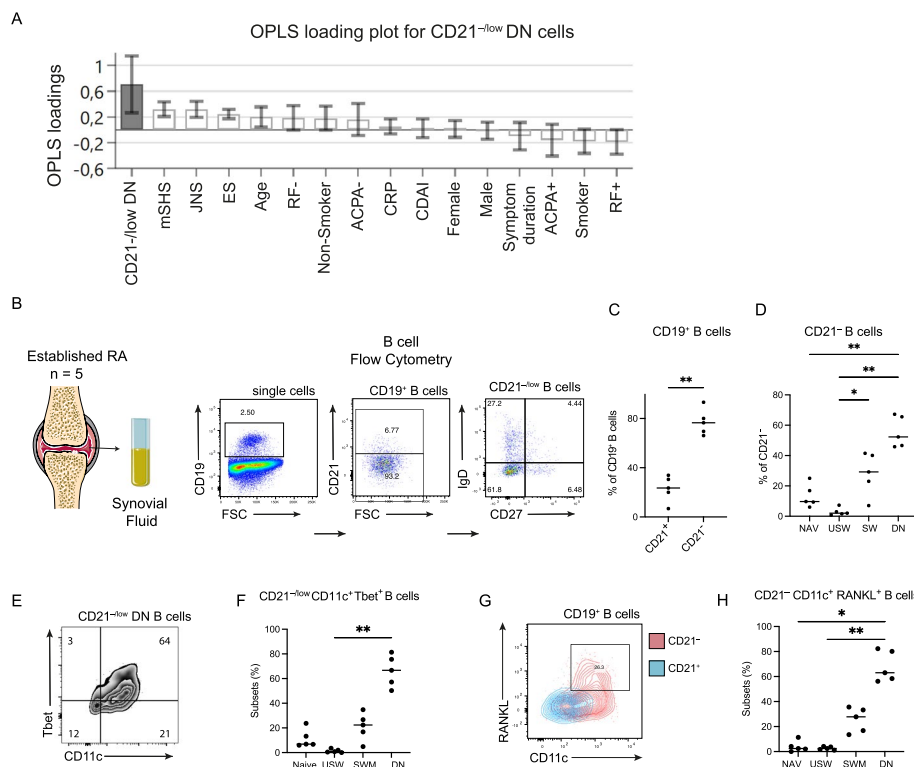 A
OPLS loading plot for CD21⁻/ˡᵒʷ DN cells
OPLS loadings
1
0,6
0,2
-0,2
-0,6
CD21-/low DN
mSHS
JNS
ES
Age
RF-
Non-Smoker
ACPA-
CRP
CDAI
Female
Male
Symptom
duration
ACPA+
Smoker
RF+
B
Established RA
n = 5
Synovial
Fluid
B cell
Flow Cytometry
single cells
2.50
CD19
FSC
CD19⁺ B cells
6.77
93.2
CD21
FSC
CD21⁻/ˡᵒʷ B cells
27.2
4.44
61.8
6.48
IgD
CD27
C
CD19⁺ B cells
**
% of CD19⁺ B cells
80
40
0
CD21⁺
CD21⁻
D
CD21⁻ B cells
**
**
*
% of CD21⁻
80
60
40
20
0
NAV
USW
SW
DN
E
CD21⁻/ˡᵒʷ DN B cells
3
64
12
21
Tbet
CD11c
F
CD21⁻/ˡᵒʷ CD11c⁺ Tbet⁺ B cells
**
Subsets (%)
100
80
60
40
20
0
Naive
USW
SWM
DN
G
CD19⁺ B cells
26.3
RANKL
CD11c
CD21⁻
CD21⁺
H
CD21⁻ CD11c⁺ RANKL⁺ B cells
*
**
Subsets (%)
100
80
60
40
20
0
NAV
USW
SWM
DN